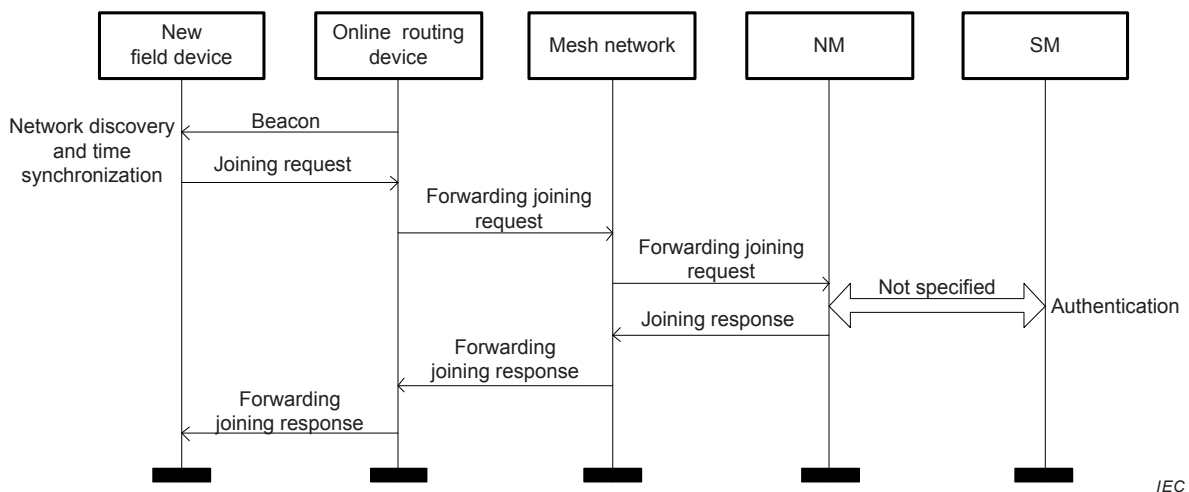 New
field device
Online routing
device
Mesh network
NM
SM
Beacon
Network discovery
and time
synchronization
Joining request
Forwarding joining
request
Forwarding joining
request
Not specified
Authentication
Joining response
Forwarding
joining response
Forwarding
joining response
IEC